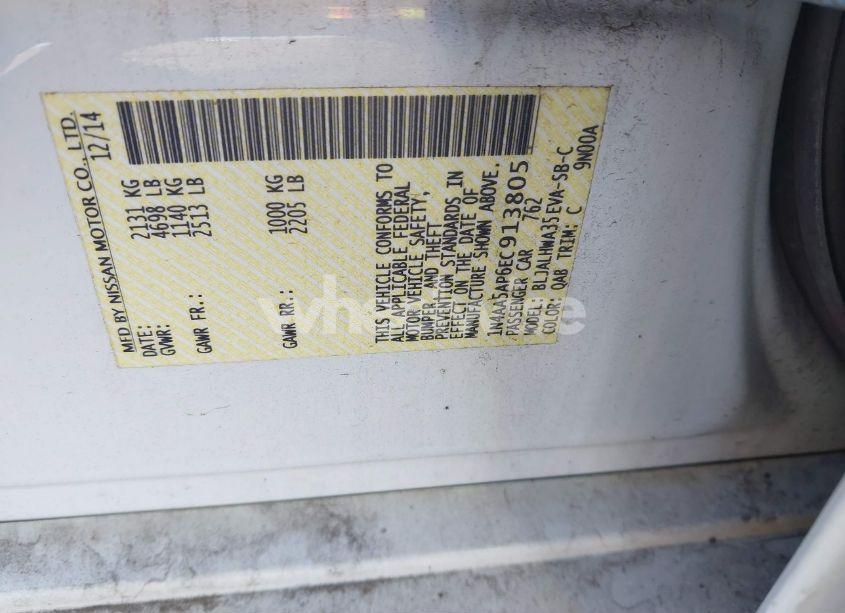 MFD BY NISSAN MOTOR CO., LTD.
DATE: 12/14
GVWR: 2131 KG
4698 LB
GAWR FR.: 1140 KG
2513 LB
GAWR RR.: 1000 KG
2205 LB
THIS VEHICLE CONFORMS TO
ALL APPLICABLE FEDERAL
MOTOR VEHICLE SAFETY,
BUMPER, AND THEFT
PREVENTION STANDARDS IN
EFFECT ON THE DATE OF
MANUFACTURE SHOWN ABOVE.
1N4AA5AP6EC913805
PASSENGER CAR 762
MODEL: BLJALHWA35EVA-SB-C
COLOR: QAB TRIM: C
9N00A